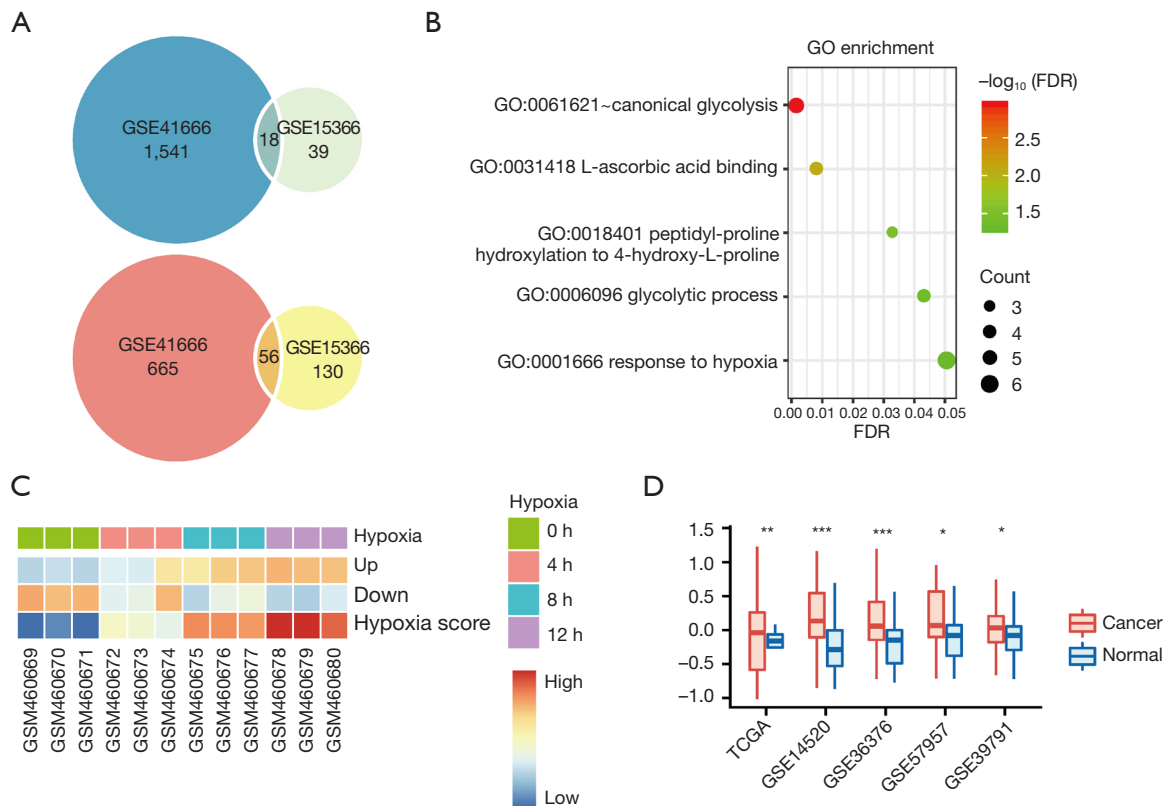 A
GSE41666
1,541
18
GSE15366
39
GSE41666
665
56
GSE15366
130
B
GO enrichment
GO:0061621~canonical glycolysis
GO:0031418 L-ascorbic acid binding
GO:0018401 peptidyl-proline
hydroxylation to 4-hydroxy-L-proline
GO:0006096 glycolytic process
GO:0001666 response to hypoxia
0.00 0.01 0.02 0.03 0.04 0.05
FDR
−log₁₀ (FDR)
2.5
2.0
1.5
Count
3
4
5
6
C
Hypoxia
Up
Down
Hypoxia score
GSM460669
GSM460670
GSM460671
GSM460672
GSM460673
GSM460674
GSM460675
GSM460676
GSM460677
GSM460678
GSM460679
GSM460680
Hypoxia
0 h
4 h
8 h
12 h
High
Low
D
1.5
1.0
0.5
0.0
−0.5
−1.0
** *** *** * *
TCGA
GSE14520
GSE36376
GSE57957
GSE39791
Cancer
Normal